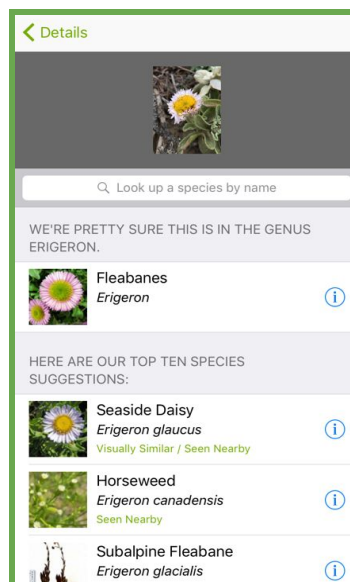 Details
Look up a species by name
WE'RE PRETTY SURE THIS IS IN THE GENUS
ERIGERON.
Fleabanes
Erigeron
HERE ARE OUR TOP TEN SPECIES
SUGGESTIONS:
Seaside Daisy
Erigeron glaucus
Visually Similar / Seen Nearby
Horseweed
Erigeron canadensis
Seen Nearby
Subalpine Fleabane
Erigeron glacialis